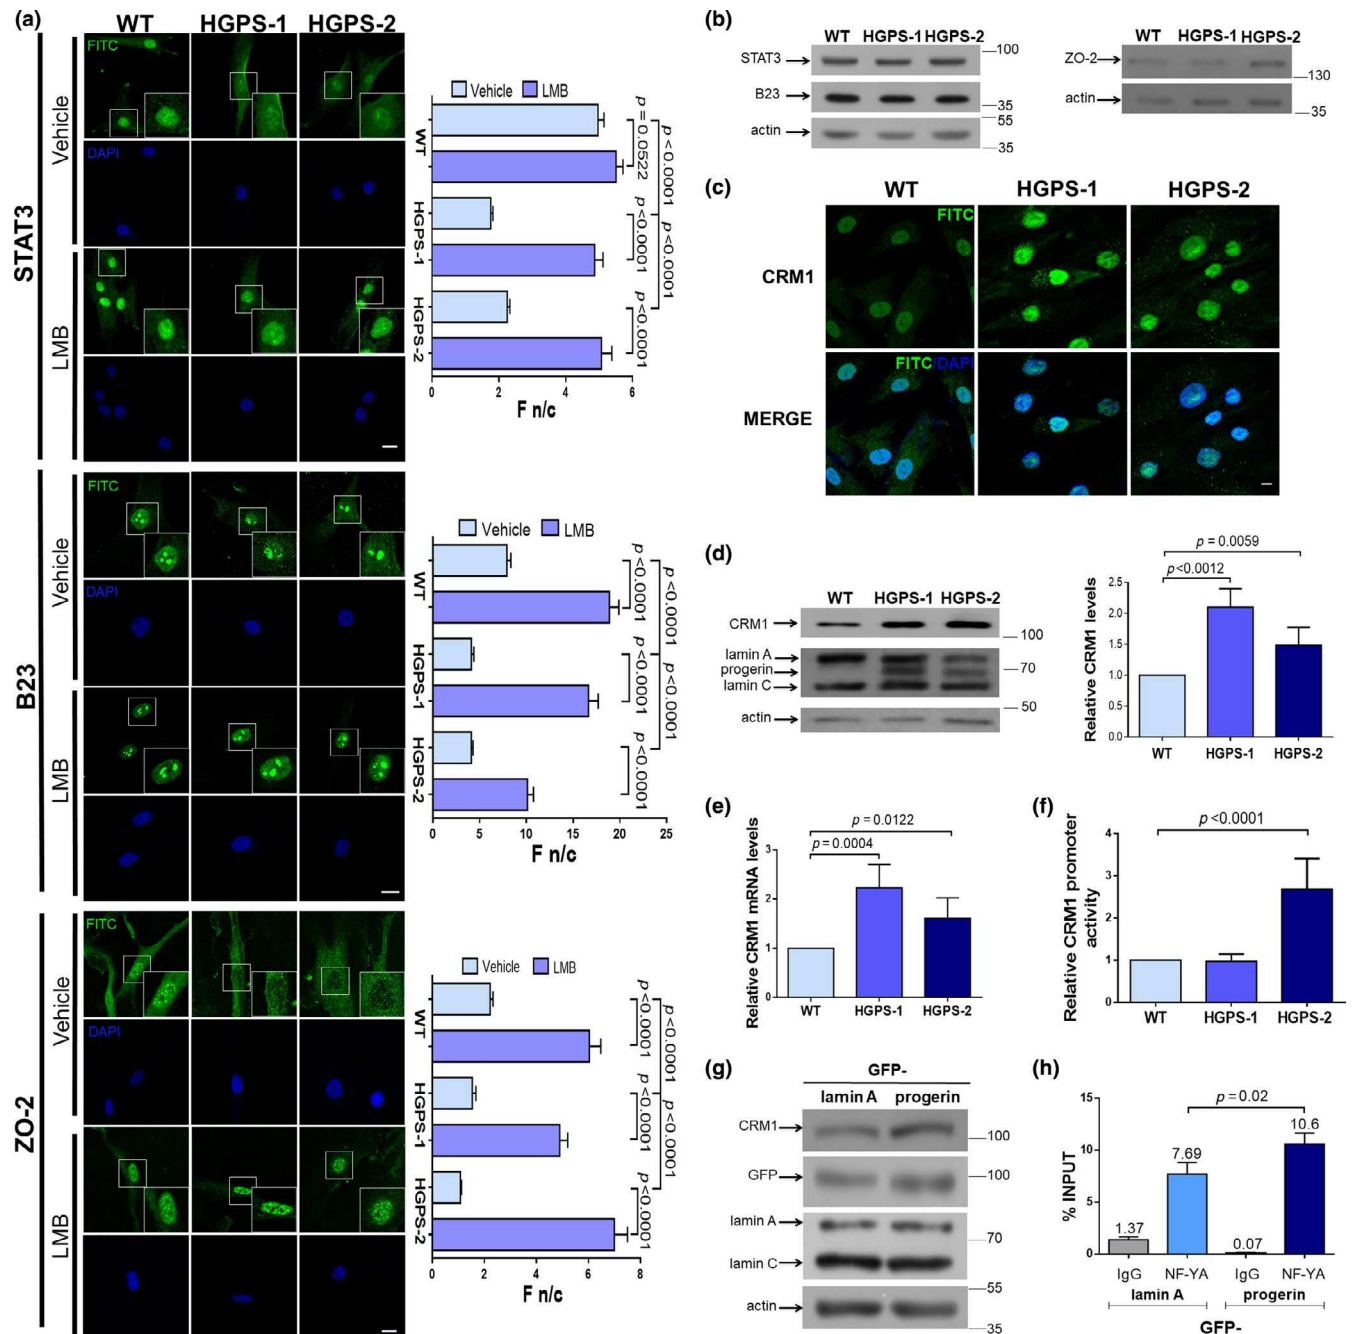 (a)
WT HGPS-1 HGPS-2
STAT3
Vehicle
FITC
DAPI
LMB
Vehicle LMB
WT
HGPS-1
HGPS-2
p=0.0522
p<0.0001
p<0.0001
p<0.0001
p<0.0001
0 2 4 6
F n/c
B23
Vehicle
FITC
DAPI
LMB
Vehicle LMB
WT
HGPS-1
HGPS-2
p<0.0001
p<0.0001
p<0.0001
p<0.0001
p<0.0001
0 5 10 15 20 25
F n/c
ZO-2
Vehicle
FITC
DAPI
LMB
Vehicle LMB
WT
HGPS-1
HGPS-2
p<0.0001
p<0.0001
p<0.0001
p<0.0001
p<0.0001
0 2 4 6 8
F n/c
(b)
WT HGPS-1 HGPS-2
STAT3
100
B23
35
55
actin
35
WT HGPS-1 HGPS-2
ZO-2
130
actin
35
(c)
WT HGPS-1 HGPS-2
FITC
CRM1
FITC/DAPI
MERGE
(d)
WT HGPS-1 HGPS-2
CRM1
100
lamin A
progerin
70
lamin C
50
actin
Relative CRM1 levels
2.5
2.0
1.5
1.0
0.5
0.0
p<0.0012
p = 0.0059
WT HGPS-1 HGPS-2
(e)
Relative CRM1 mRNA levels
3
2
1
0
p = 0.0004
p = 0.0122
WT HGPS-1 HGPS-2
(f)
Relative CRM1 promoter
activity
4
3
2
1
0
p<0.0001
WT HGPS-1 HGPS-2
(g)
GFP-
lamin A progerin
CRM1
100
GFP
100
lamin A
70
lamin C
55
actin
35
(h)
% INPUT
15
10
5
0
p=0.02
1.37 7.69 0.07 10.6
IgG NF-YA IgG NF-YA
lamin A progerin
GFP-